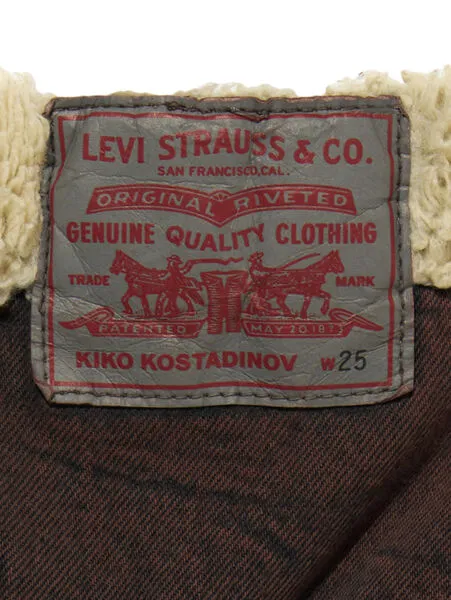 LEVI STRAUSS & CO.
SAN FRANCISCO, CAL.
ORIGINAL RIVETED
GENUINE QUALITY CLOTHING
TRADE MARK
PATENTED MAY 20.1873
KIKO KOSTADINOV W25